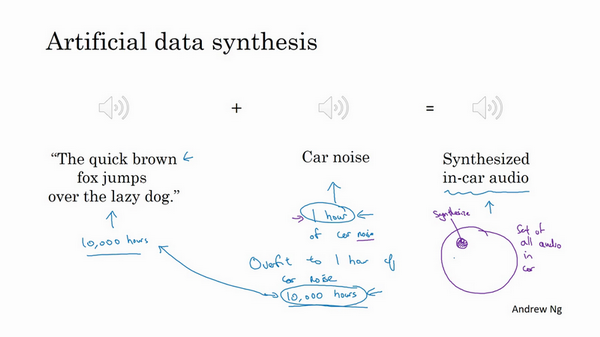 Artificial data synthesis
+
=
“The quick brown
fox jumps
over the lazy dog.”
Car noise
Synthesized
in-car audio
10,000 hours
1 hour
of car noise
Overfit to 1 hour of
car noise
10,000 hours
Synthesize
Set of
all audio
in
car
Andrew Ng